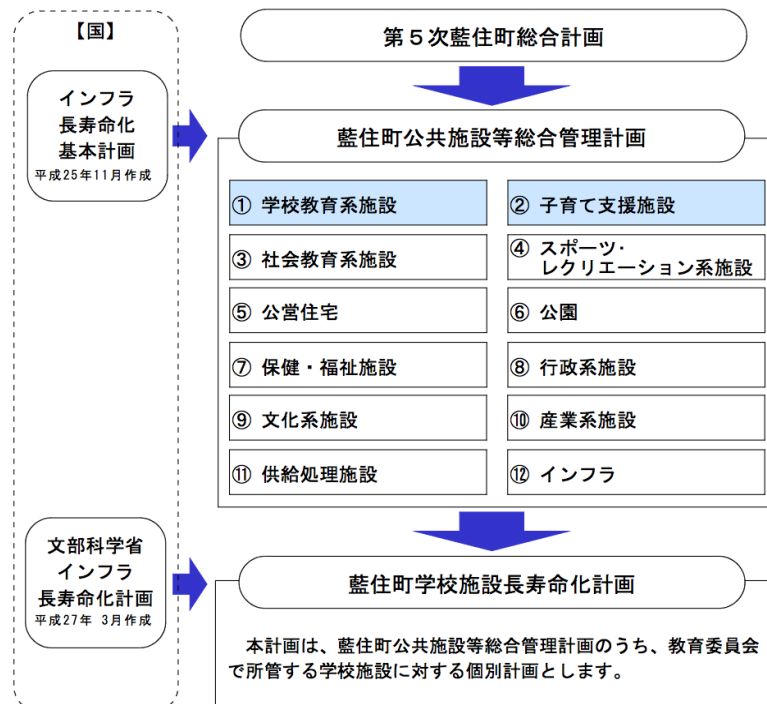 【国】
第５次藍住町総合計画
インフラ
長寿命化
基本計画
平成25年11月作成
藍住町公共施設等総合管理計画
① 学校教育系施設
② 子育て支援施設
③ 社会教育系施設
④ スポーツ・
レクリエーション系施設
⑤ 公営住宅
⑥ 公園
⑦ 保健・福祉施設
⑧ 行政系施設
⑨ 文化系施設
⑩ 産業系施設
⑪ 供給処理施設
⑫ インフラ
文部科学省
インフラ
長寿命化計画
平成27年 3月作成
藍住町学校施設長寿命化計画
本計画は、藍住町公共施設等総合管理計画のうち、教育委員会
で所管する学校施設に対する個別計画とします。